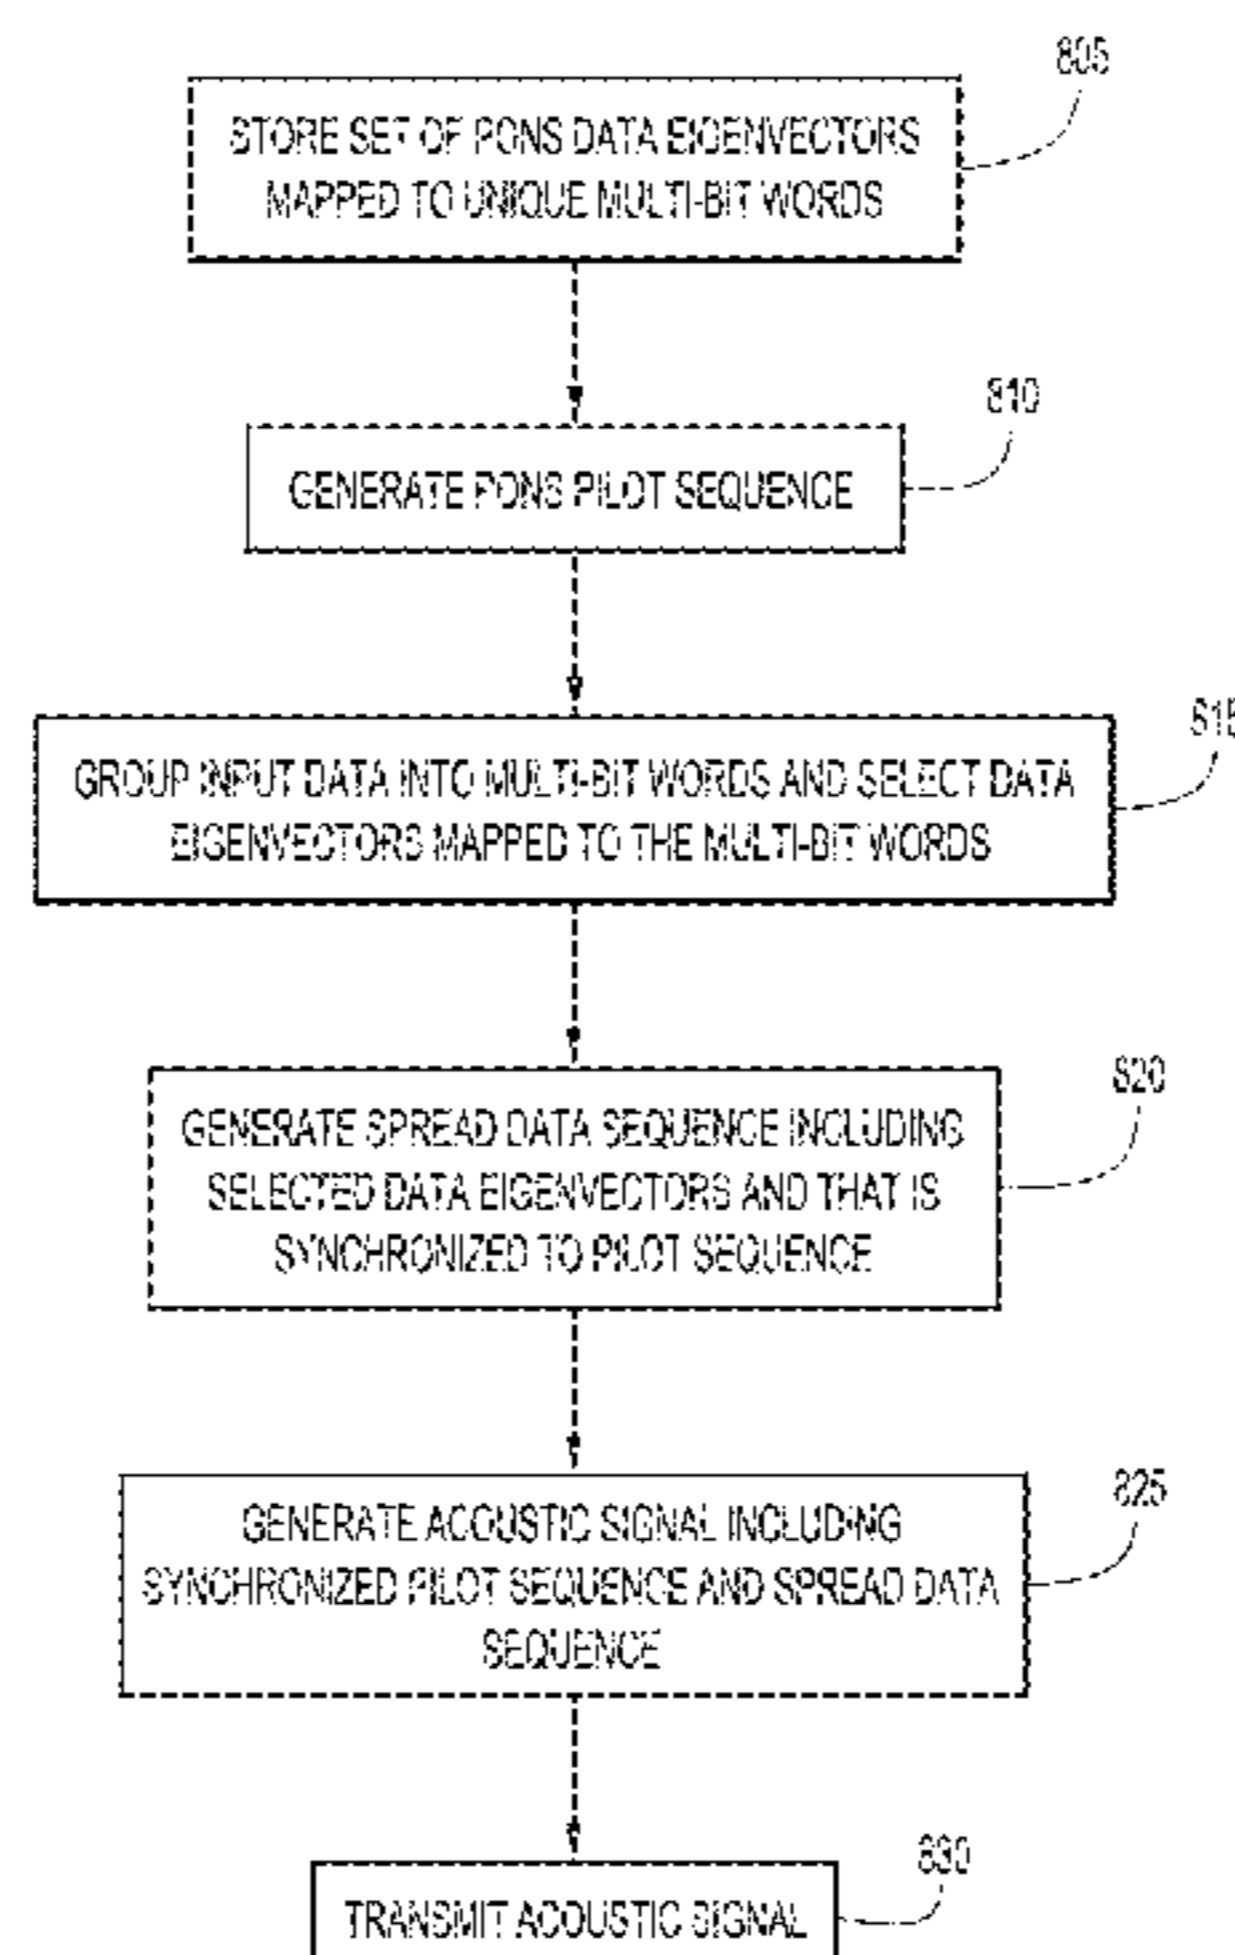 805
STORE SET OF PONS DATA EIGENVECTORS
MAPPED TO UNIQUE MULTI-BIT WORDS
810
GENERATE PONS PILOT SEQUENCE
815
GROUP INPUT DATA INTO MULTI-BIT WORDS AND SELECT DATA
EIGENVECTORS MAPPED TO THE MULTI-BIT WORDS
820
GENERATE SPREAD DATA SEQUENCE INCLUDING
SELECTED DATA EIGENVECTORS AND THAT IS
SYNCHRONIZED TO PILOT SEQUENCE
825
GENERATE ACOUSTIC SIGNAL INCLUDING
SYNCHRONIZED PILOT SEQUENCE AND SPREAD DATA
SEQUENCE
830
TRANSMIT ACOUSTIC SIGNAL